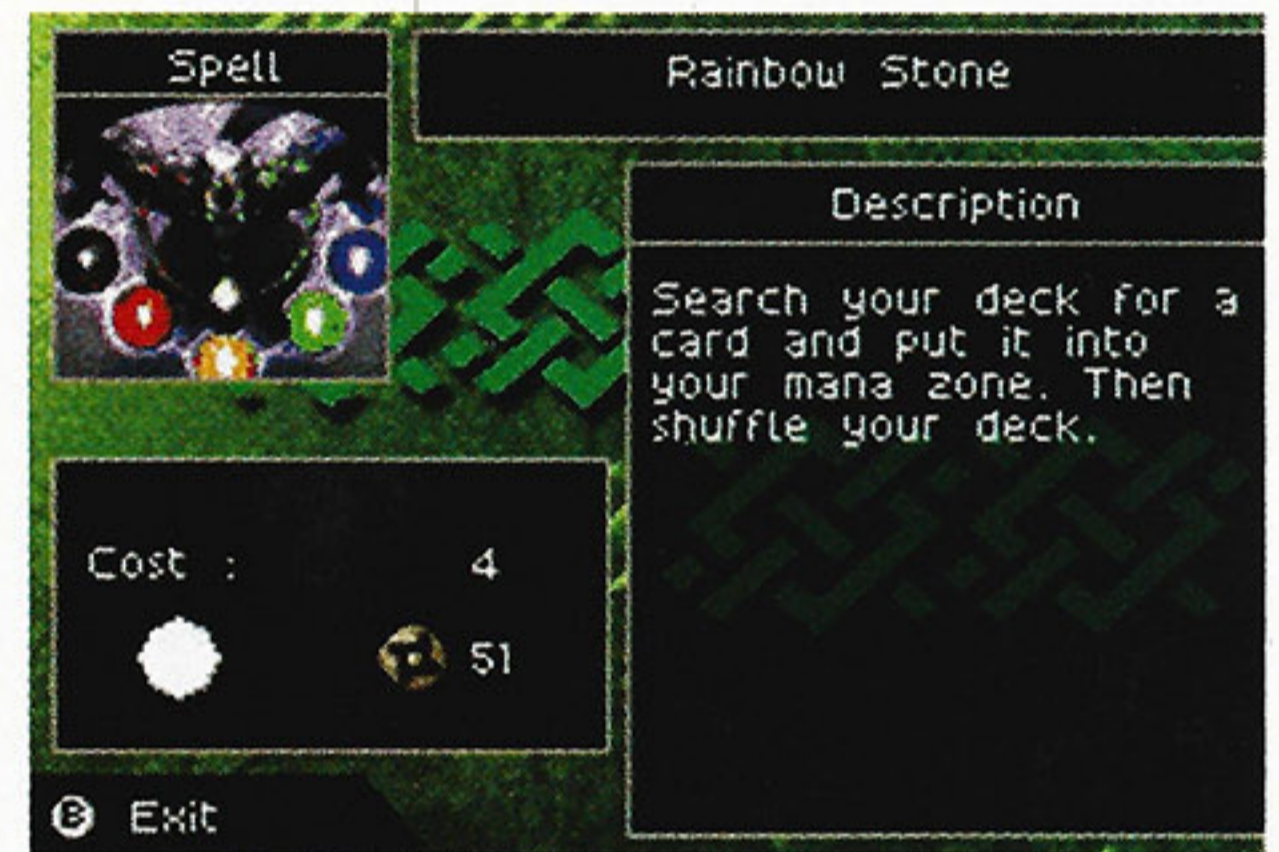 Spell
Rainbow Stone
Description
Search your deck for a
card and put it into
your mana zone. Then
shuffle your deck.
Cost : 4
51
B Exit